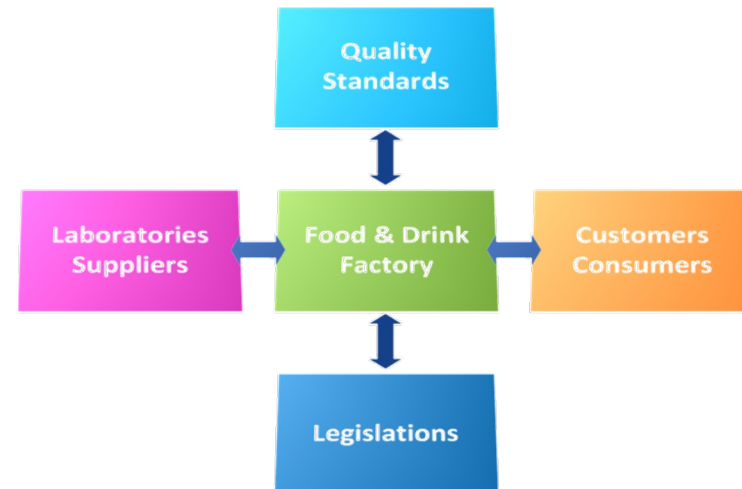 Quality
Standards
Laboratories
Suppliers
Food & Drink
Factory
Customers
Consumers
Legislations